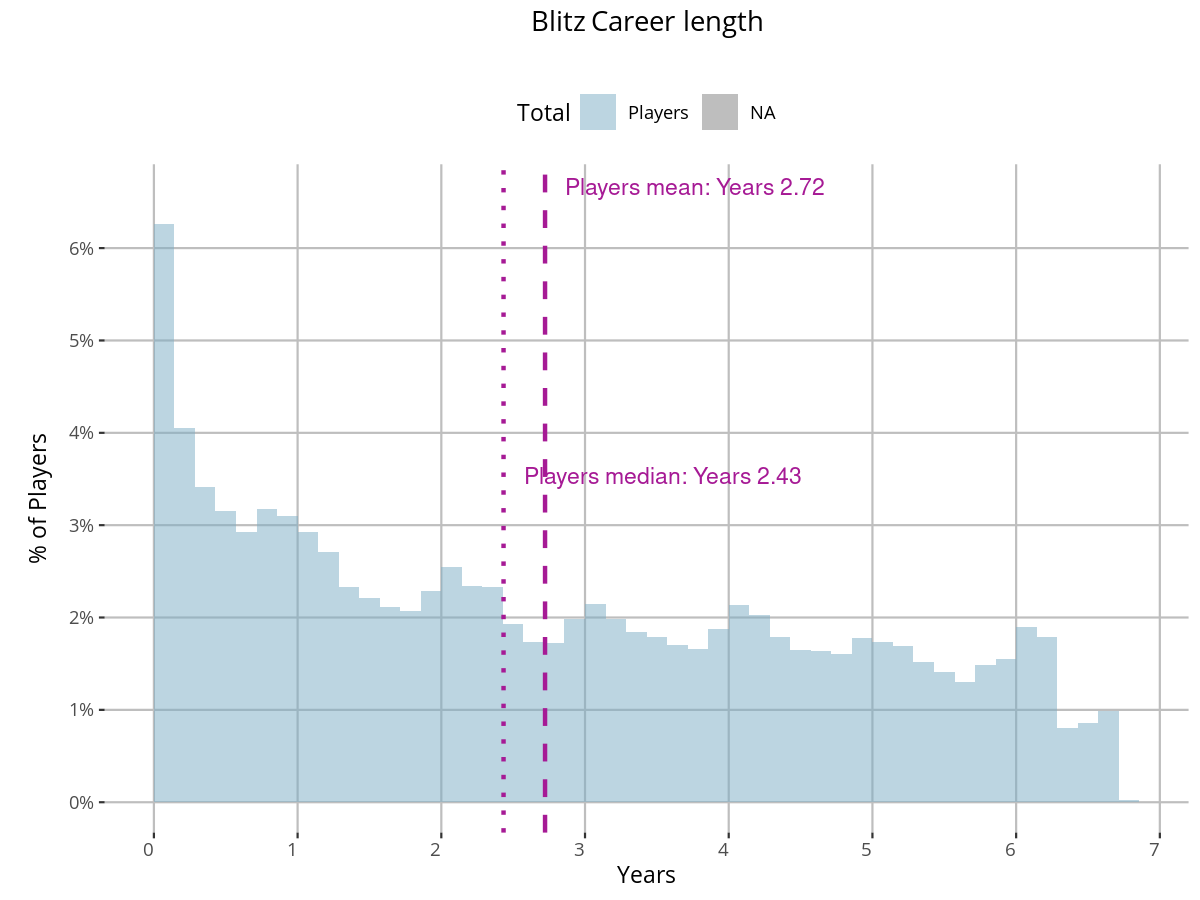 Blitz Career length
Total Players NA
Players mean: Years 2.72
Players median: Years 2.43
% of Players
6%
5%
4%
3%
2%
1%
0%
0 1 2 3 4 5 6 7
Years